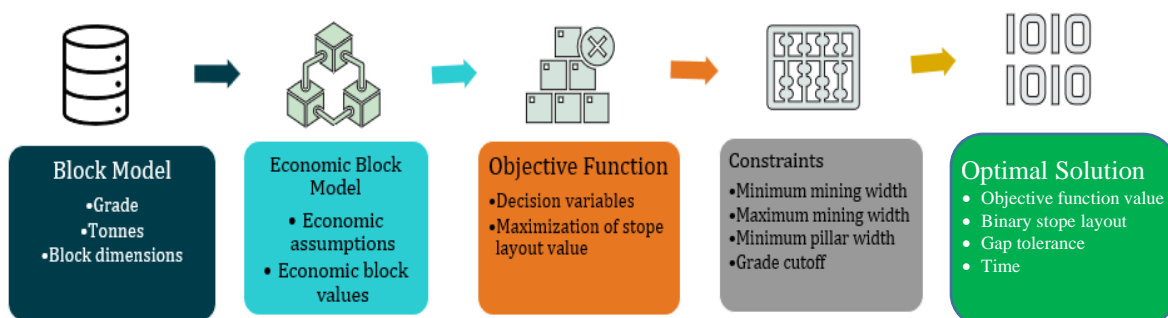 1010
1010
Block Model
•Grade
•Tonnes
•Block dimensions
Economic Block
Model
• Economic
assumptions
• Economic block
values
Objective Function
•Decision variables
•Maximization of stope
layout value
Constraints
•Minimum mining width
•Maximum mining width
•Minimum pillar width
•Grade cutoff
Optimal Solution
• Objective function value
• Binary stope layout
• Gap tolerance
• Time